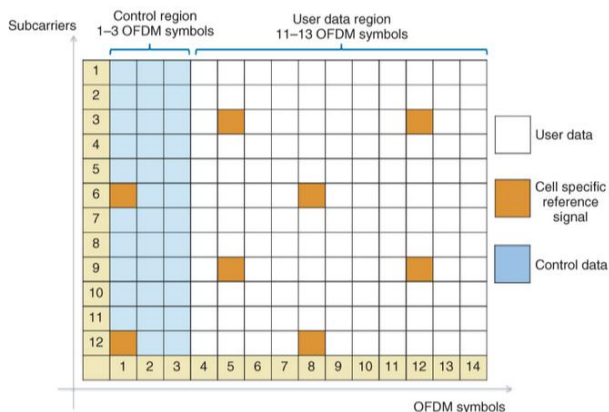 Control region
1–3 OFDM symbols
User data region
11–13 OFDM symbols
Subcarriers
1
2
3
4
5
6
7
8
9
10
11
12
1 2 3 4 5 6 7 8 9 10 11 12 13 14
OFDM symbols
User data
Cell specific
reference
signal
Control data